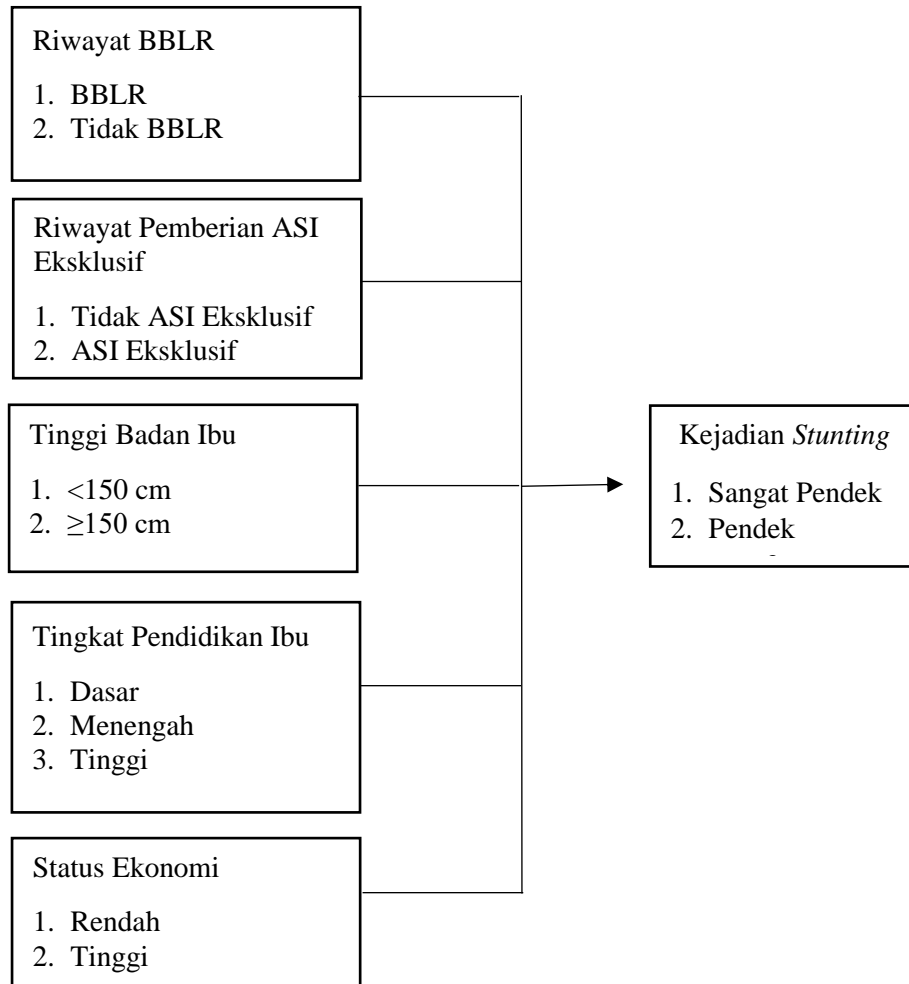 Riwayat BBLR
1. BBLR
2. Tidak BBLR
Riwayat Pemberian ASI
Eksklusif
1. Tidak ASI Eksklusif
2. ASI Eksklusif
Tinggi Badan Ibu
1. <150 cm
2. ≥150 cm
Tingkat Pendidikan Ibu
1. Dasar
2. Menengah
3. Tinggi
Status Ekonomi
1. Rendah
2. Tinggi
Kejadian Stunting
1. Sangat Pendek
2. Pendek